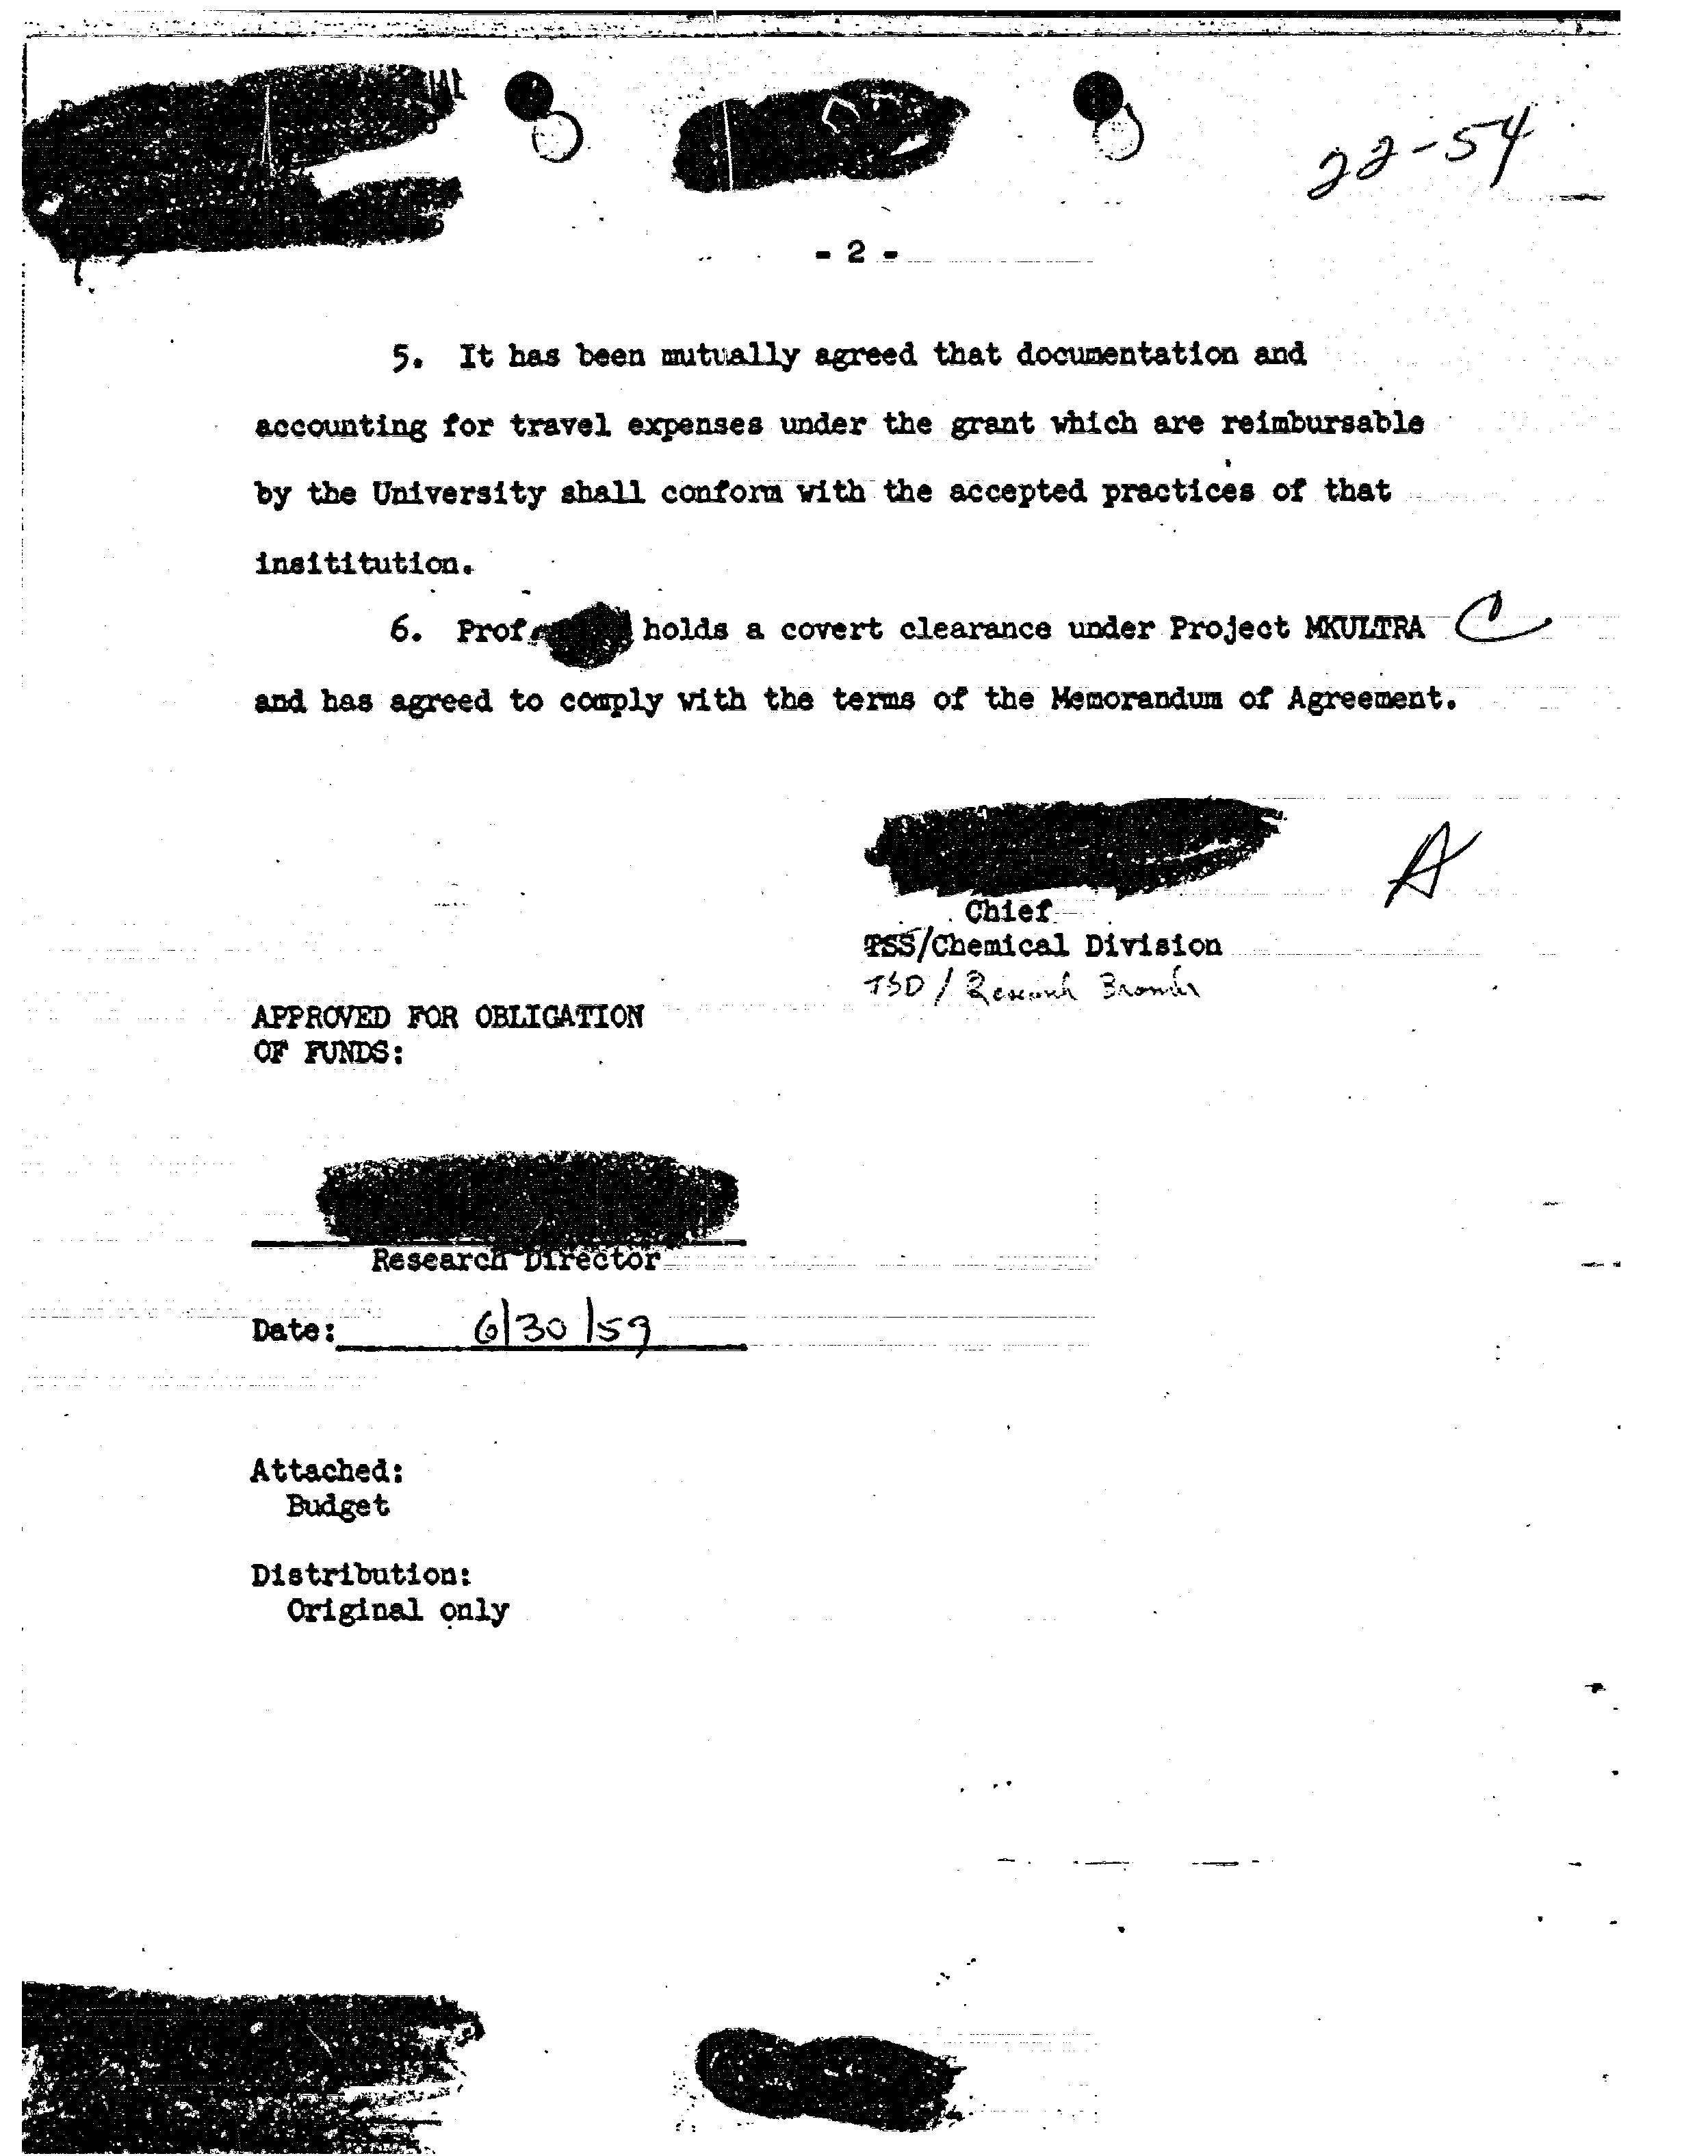 22-54
- 2 -
5. It has been mutually agreed that documentation and
accounting for travel expenses under the grant which are reimbursable
by the University shall conform with the accepted practices of that
insititution.
6. Prof. holds a covert clearance under Project MKULTRA C
and has agreed to comply with the terms of the Memorandum of Agreement.
A
Chief
TSS/Chemical Division
TSD / Research Branch
APPROVED FOR OBLIGATION
OF FUNDS:
Research Director
Date: 6/30/59
Attached:
Budget
Distribution:
Original only